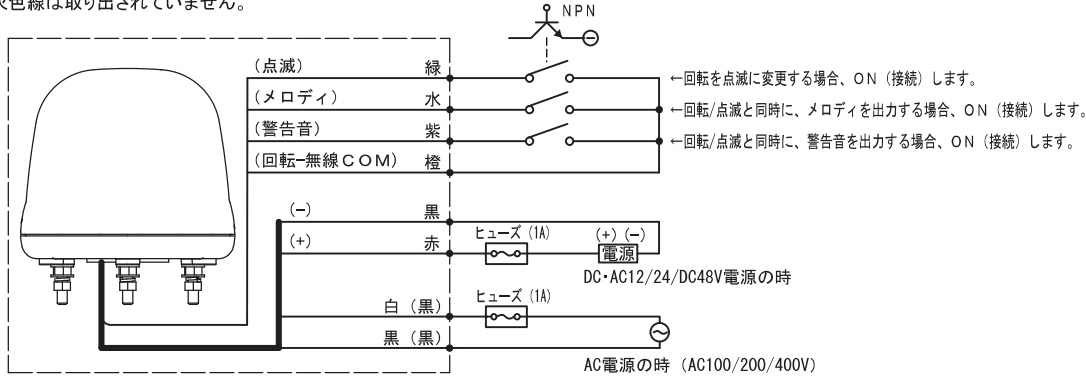 灰色線は取り出されていません。
NPN
(点滅) 緑 ←回転を点滅に変更する場合、ON (接続) します。
(メロディ) 水 ←回転/点滅と同時に、メロディを出力する場合、ON (接続) します。
(警告音) 紫 ←回転/点滅と同時に、警告音を出力する場合、ON (接続) します。
(回転-無線COM) 橙
(-) 黒
(+) 赤 ヒューズ (1A) (+) (-)
電源
DC・AC12/24/DC48V電源の時
白 (黒) ヒューズ (1A)
黒 (黒)
AC電源の時 (AC100/200/400V)